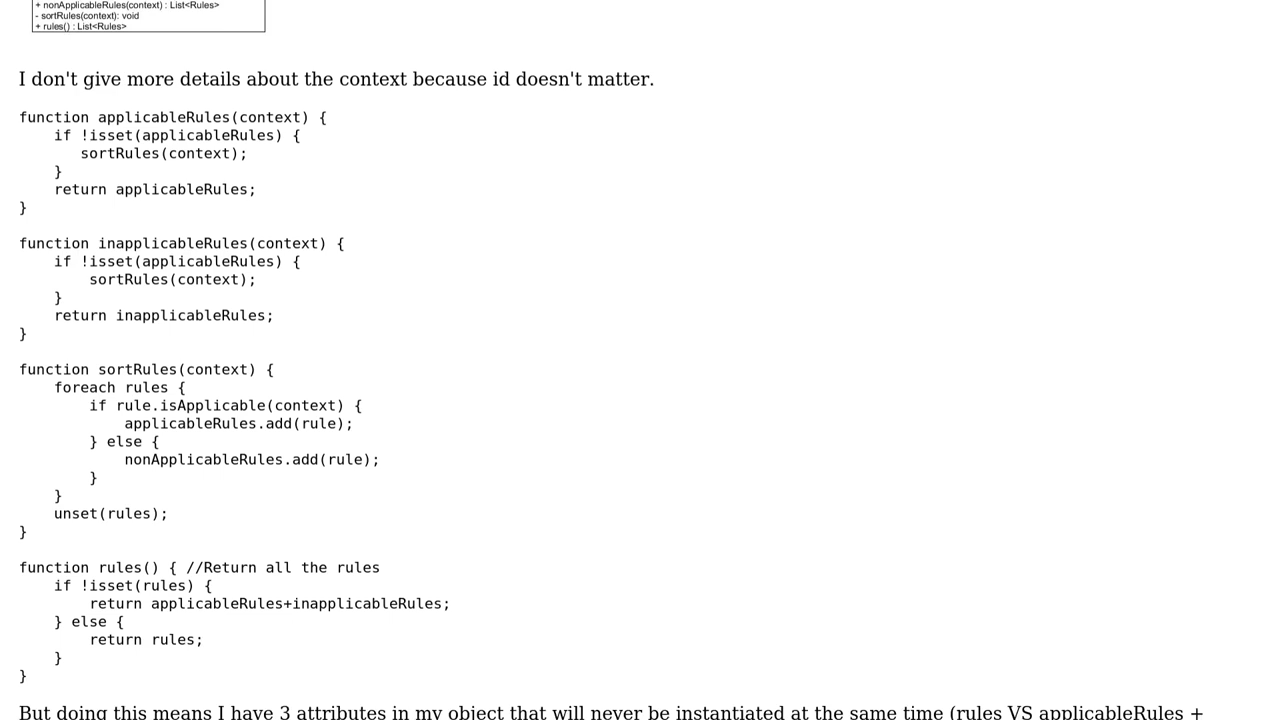 + nonApplicableRules(context) : List<Rules>
- sortRules(context): void
+ rules() : List<Rules>
I don't give more details about the context because id doesn't matter.
function applicableRules(context) {
    if !isset(applicableRules) {
       sortRules(context);
    }
    return applicableRules;
}
function inapplicableRules(context) {
    if !isset(applicableRules) {
        sortRules(context);
    }
    return inapplicableRules;
}
function sortRules(context) {
    foreach rules {
        if rule.isApplicable(context) {
            applicableRules.add(rule);
        } else {
            nonApplicableRules.add(rule);
        }
    }
    unset(rules);
}
function rules() { //Return all the rules
    if !isset(rules) {
        return applicableRules+inapplicableRules;
    } else {
        return rules;
    }
}
But doing this means I have 3 attributes in my object that will never be instantiated at the same time (rules VS applicableRules +